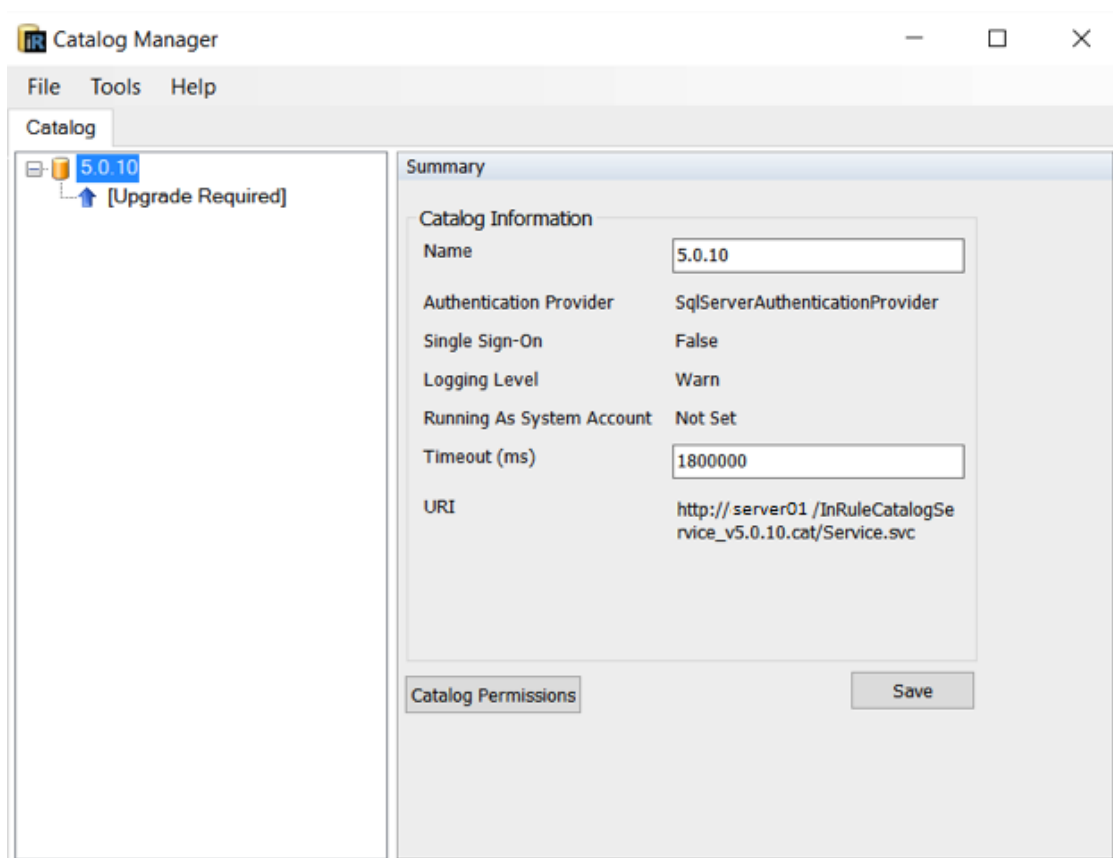 iR Catalog Manager
File Tools Help
Catalog
5.0.10
[Upgrade Required]
Summary
Catalog Information
Name 5.0.10
Authentication Provider SqlServerAuthenticationProvider
Single Sign-On False
Logging Level Warn
Running As System Account Not Set
Timeout (ms) 1800000
URI http:// server01 /InRuleCatalogSe
rvice_v5.0.10.cat/Service.svc
Catalog Permissions Save